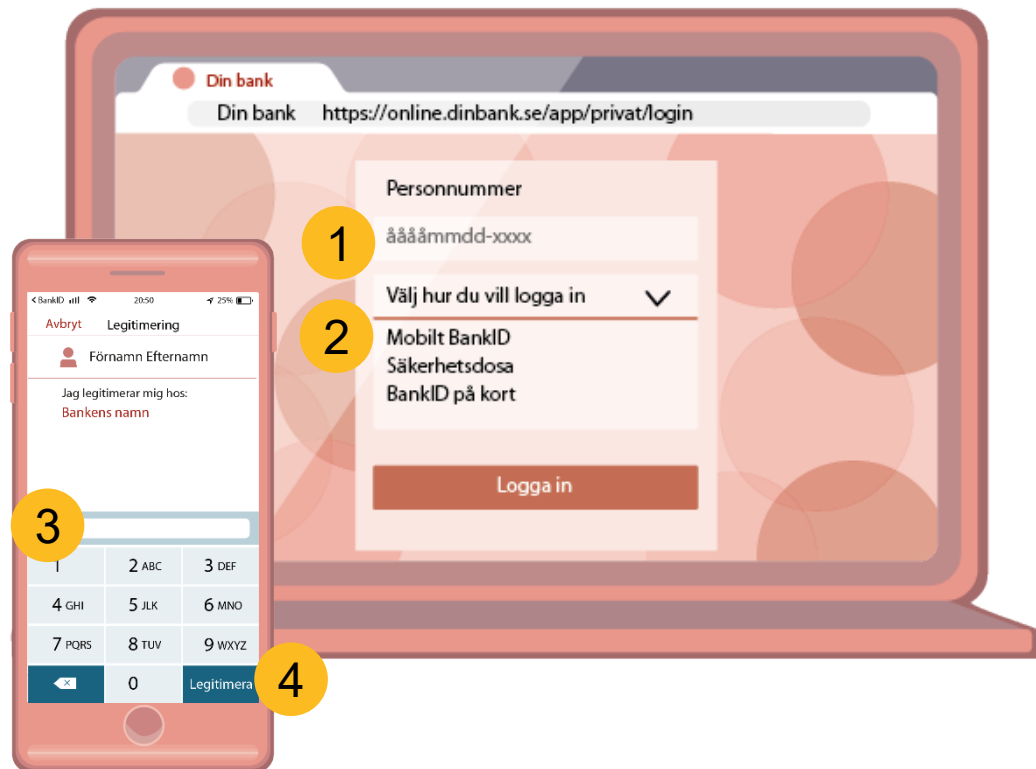 Din bank
Din bank https://online.dinbank.se/app/privat/login
Personnummer
1
ååååmmdd-xxxx
Välj hur du vill logga in
2
Mobilt BankID
Säkerhetsdosa
BankID på kort
Logga in
<BankID 20:50 25%
Avbryt Legitimering
Förnamn Efternamn
Jag legitimerar mig hos:
Bankens namn
3
1 2 ABC 3 DEF
4 GHI 5 JLK 6 MNO
7 PQRS 8 TUV 9 WXYZ
0 Legitimera
4